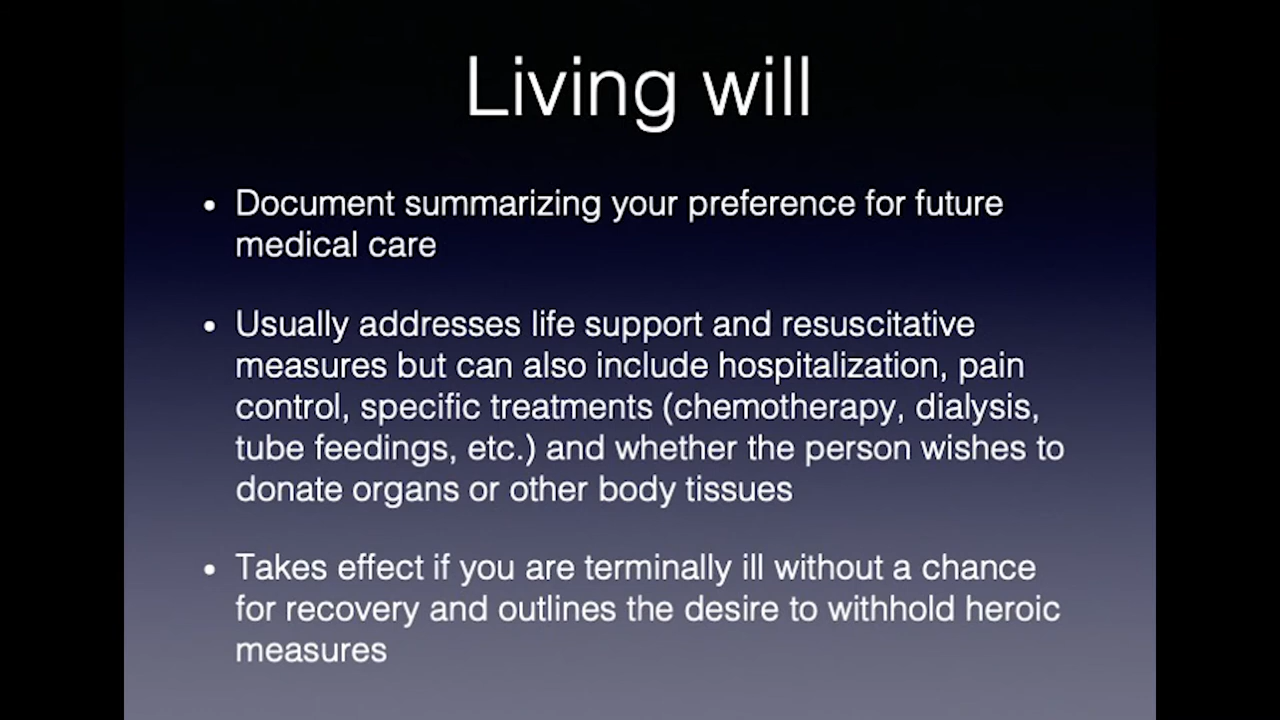 Living will
• Document summarizing your preference for future
medical care
• Usually addresses life support and resuscitative
measures but can also include hospitalization, pain
control, specific treatments (chemotherapy, dialysis,
tube feedings, etc.) and whether the person wishes to
donate organs or other body tissues
• Takes effect if you are terminally ill without a chance
for recovery and outlines the desire to withhold heroic
measures